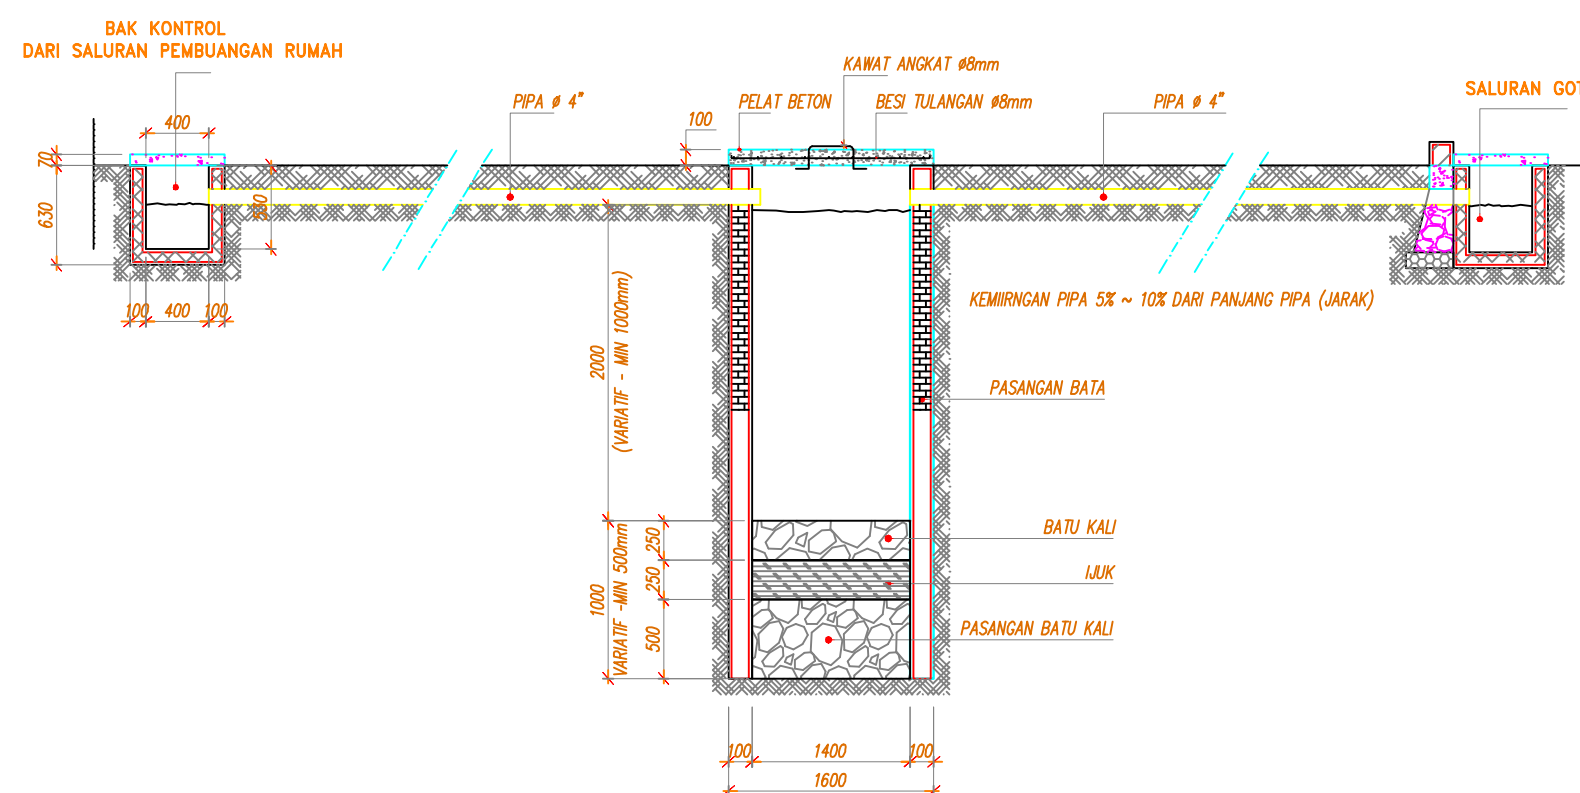 BAK KONTROL
DARI SALURAN PEMBUANGAN RUMAH
KAWAT ANGKAT ø8mm
SALURAN GOT
PIPA ø 4"
PELAT BETON
BESI TULANGAN ø8mm
PIPA ø 4"
100
400
70
630
530
100
400
100
KEMIIRNGAN PIPA 5% ~ 10% DARI PANJANG PIPA (JARAK)
2000
(VARIATIF - MIN 1000mm)
PASANGAN BATA
BATU KALI
IJUK
PASANGAN BATU KALI
1000
VARIATIF -MIN 500mm
250
250
500
100
1400
100
1600